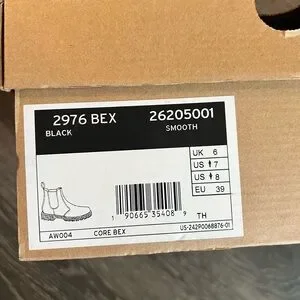 2976 BEX 26205001
BLACK SMOOTH
UK 6
US 7
US 8
EU 39
1 90665 35408 9
TH
AW004 CORE BEX US-242P0068876-01